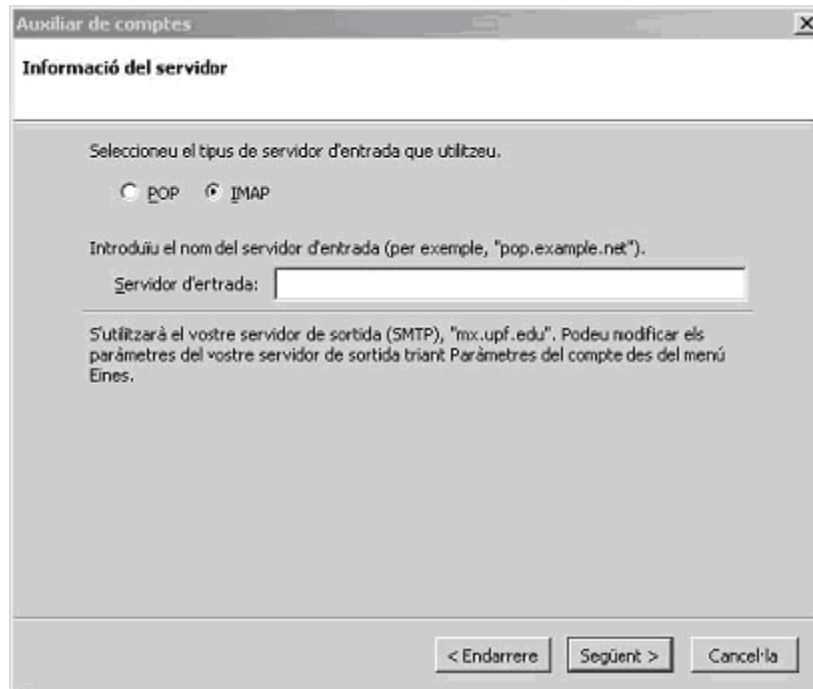 Auxiliar de comptes
Informació del servidor
Seleccioneu el tipus de servidor d'entrada que utilitzeu.
POP IMAP
Introduïu el nom del servidor d'entrada (per exemple, "pop.example.net").
Servidor d'entrada:
S'utilitzarà el vostre servidor de sortida (SMTP), "mx.upf.edu". Podeu modificar els
paràmetres del vostre servidor de sortida triant Paràmetres del compte des del menú
Eines.
< Endarrere Següent > Cancel·la